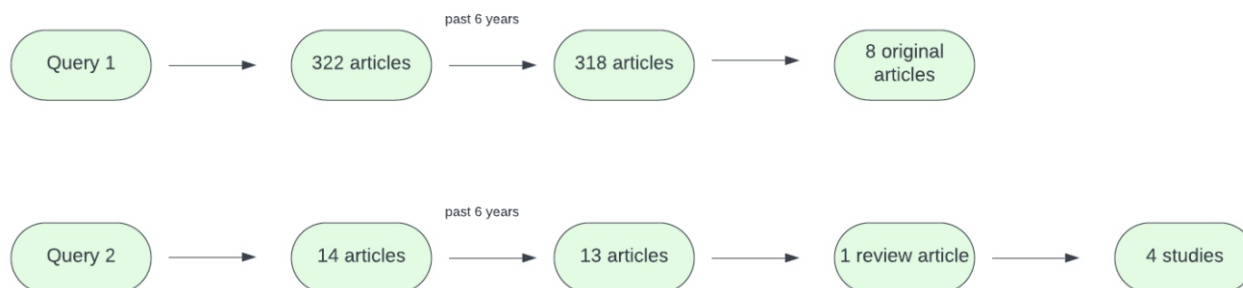 past 6 years
Query 1
322 articles
318 articles
8 original
articles
past 6 years
Query 2
14 articles
13 articles
1 review article
4 studies